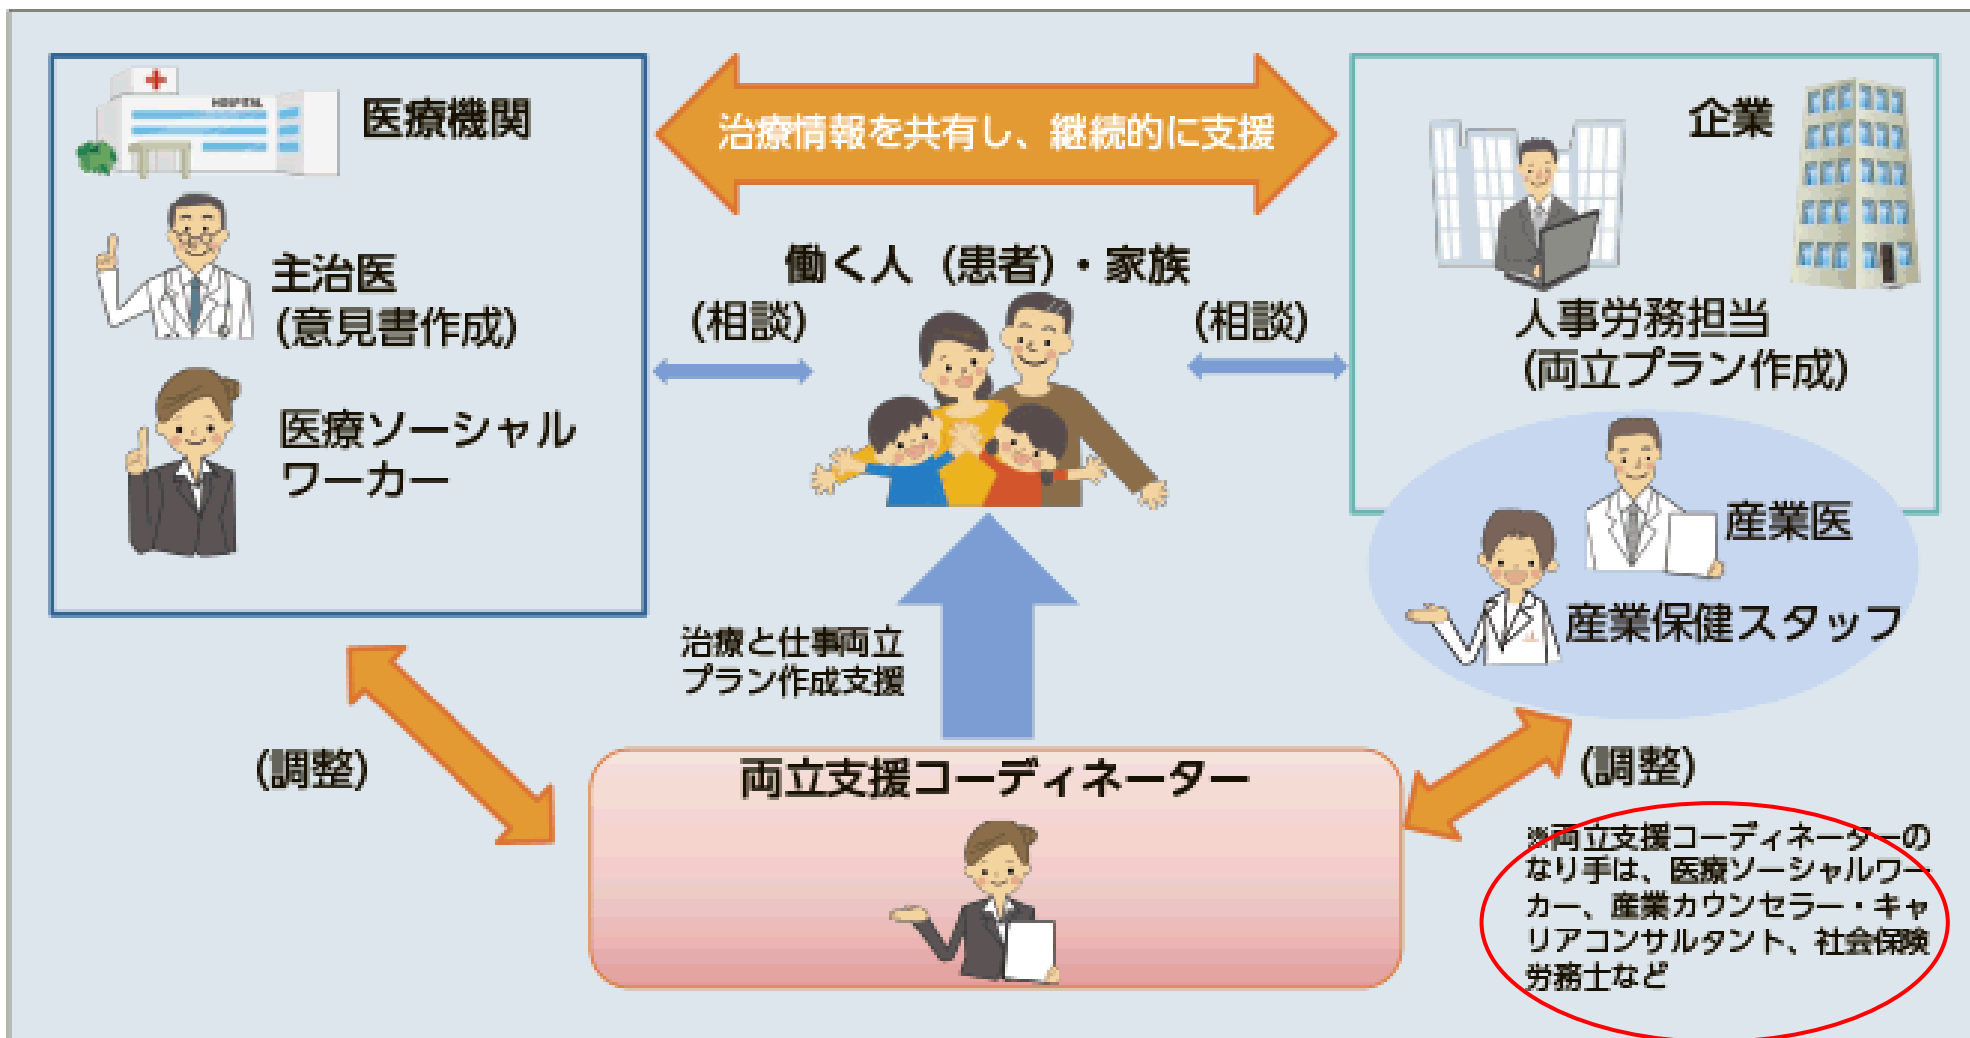 HOSPITAL
医療機関
主治医
(意見書作成)
医療ソーシャル
ワーカー
治療情報を共有し、継続的に支援
働く人（患者）・家族
(相談)
(相談)
企業
人事労務担当
(両立プラン作成)
産業医
産業保健スタッフ
治療と仕事両立
プラン作成支援
(調整)
両立支援コーディネーター
(調整)
※両立支援コーディネーターの
なり手は、医療ソーシャルワー
カー、産業カウンセラー・キャ
リアコンサルタント、社会保険
労務士など